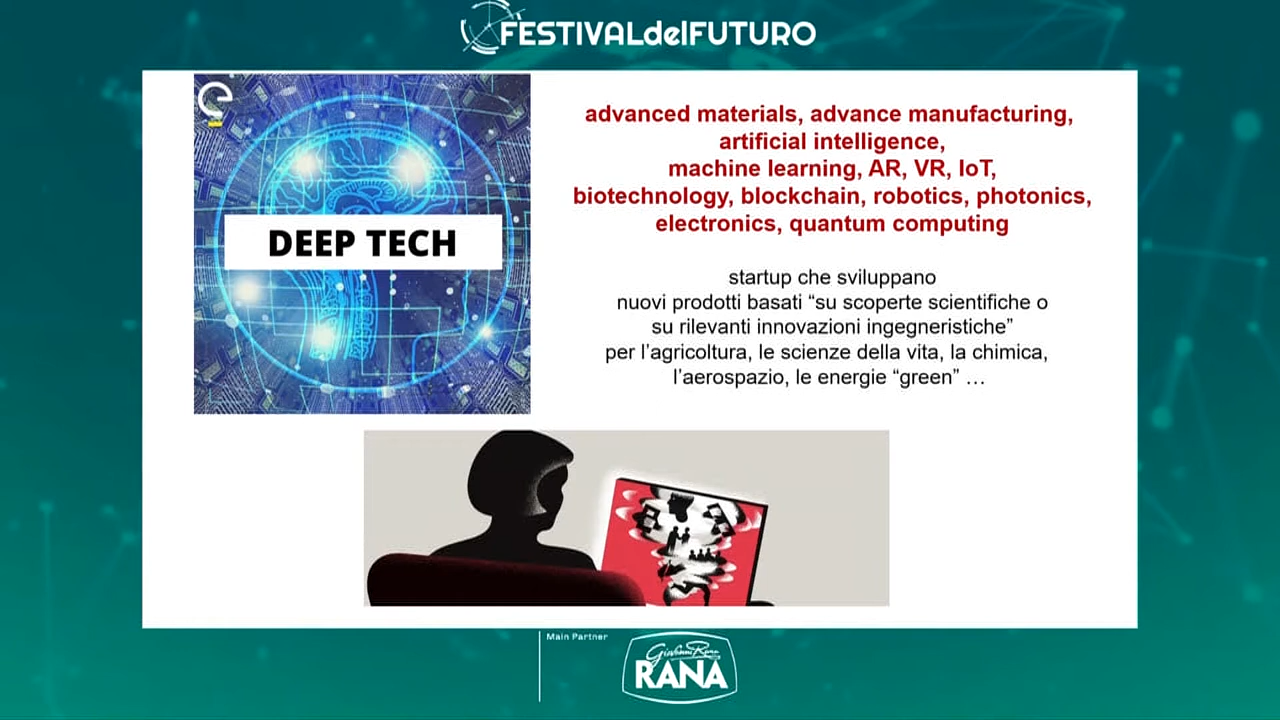 FESTIVALdelFUTURO
DEEP TECH
advanced materials, advance manufacturing,
artificial intelligence,
machine learning, AR, VR, IoT,
biotechnology, blockchain, robotics, photonics,
electronics, quantum computing
startup che sviluppano
nuovi prodotti basati “su scoperte scientifiche o
su rilevanti innovazioni ingegneristiche”
per l’agricoltura, le scienze della vita, la chimica,
l’aerospazio, le energie “green” …
Main Partner
Giovanni Rana
RANA